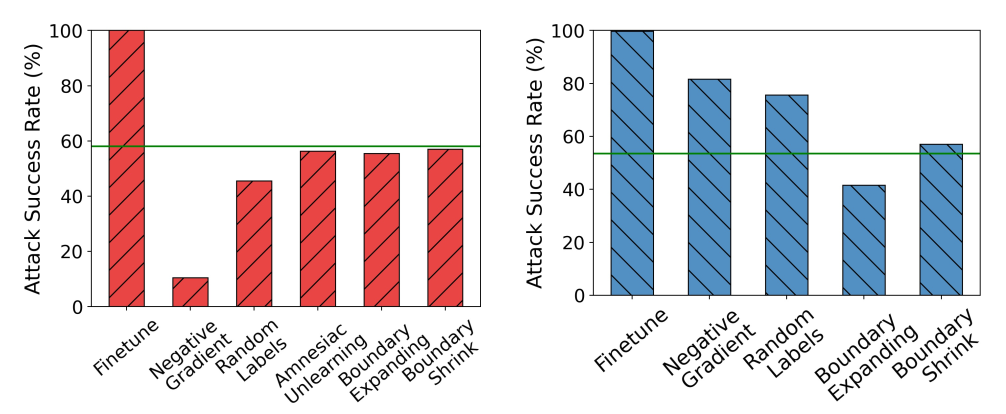 Attack Success Rate (%)
100
80
60
40
20
0
Finetune
Negative
Gradient
Random
Labels
Amnesiac
Unlearning
Boundary
Expanding
Boundary
Shrink
Attack Success Rate (%)
100
80
60
40
20
0
Finetune
Negative
Gradient
Random
Labels
Boundary
Expanding
Boundary
Shrink